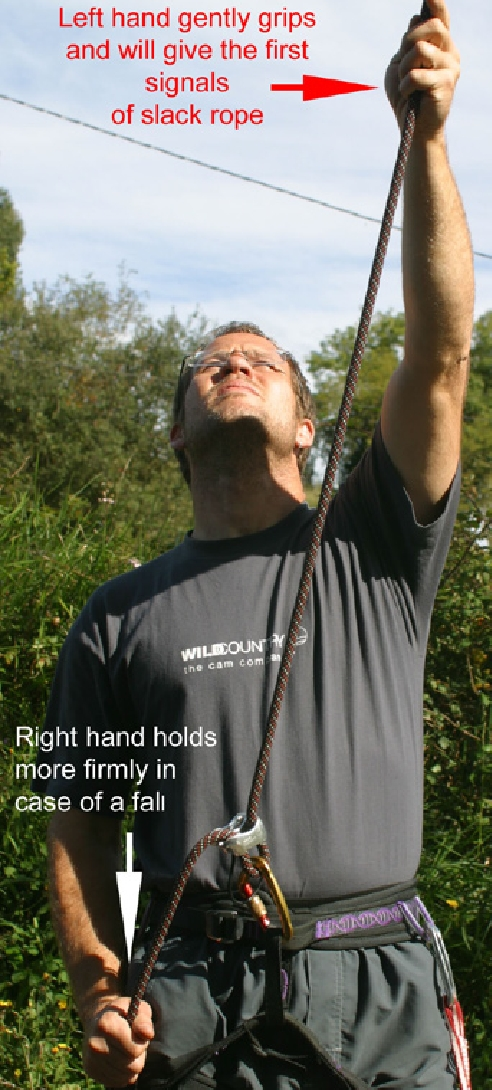 Left hand gently grips
and will give the first
signals
of slack rope
WILDCOUNTRY
the cam com
Right hand holds
more firmly in
case of a fall